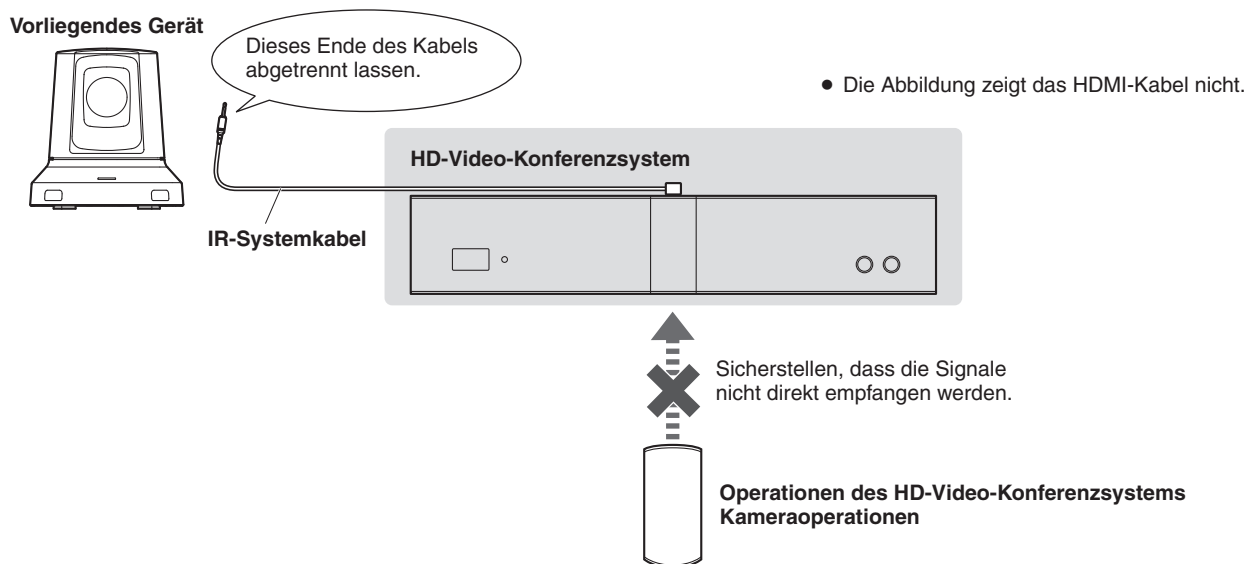 Vorliegendes Gerät
Dieses Ende des Kabels
abgetrennt lassen.
● Die Abbildung zeigt das HDMI-Kabel nicht.
HD-Video-Konferenzsystem
IR-Systemkabel
Sicherstellen, dass die Signale
nicht direkt empfangen werden.
Operationen des HD-Video-Konferenzsystems
Kameraoperationen